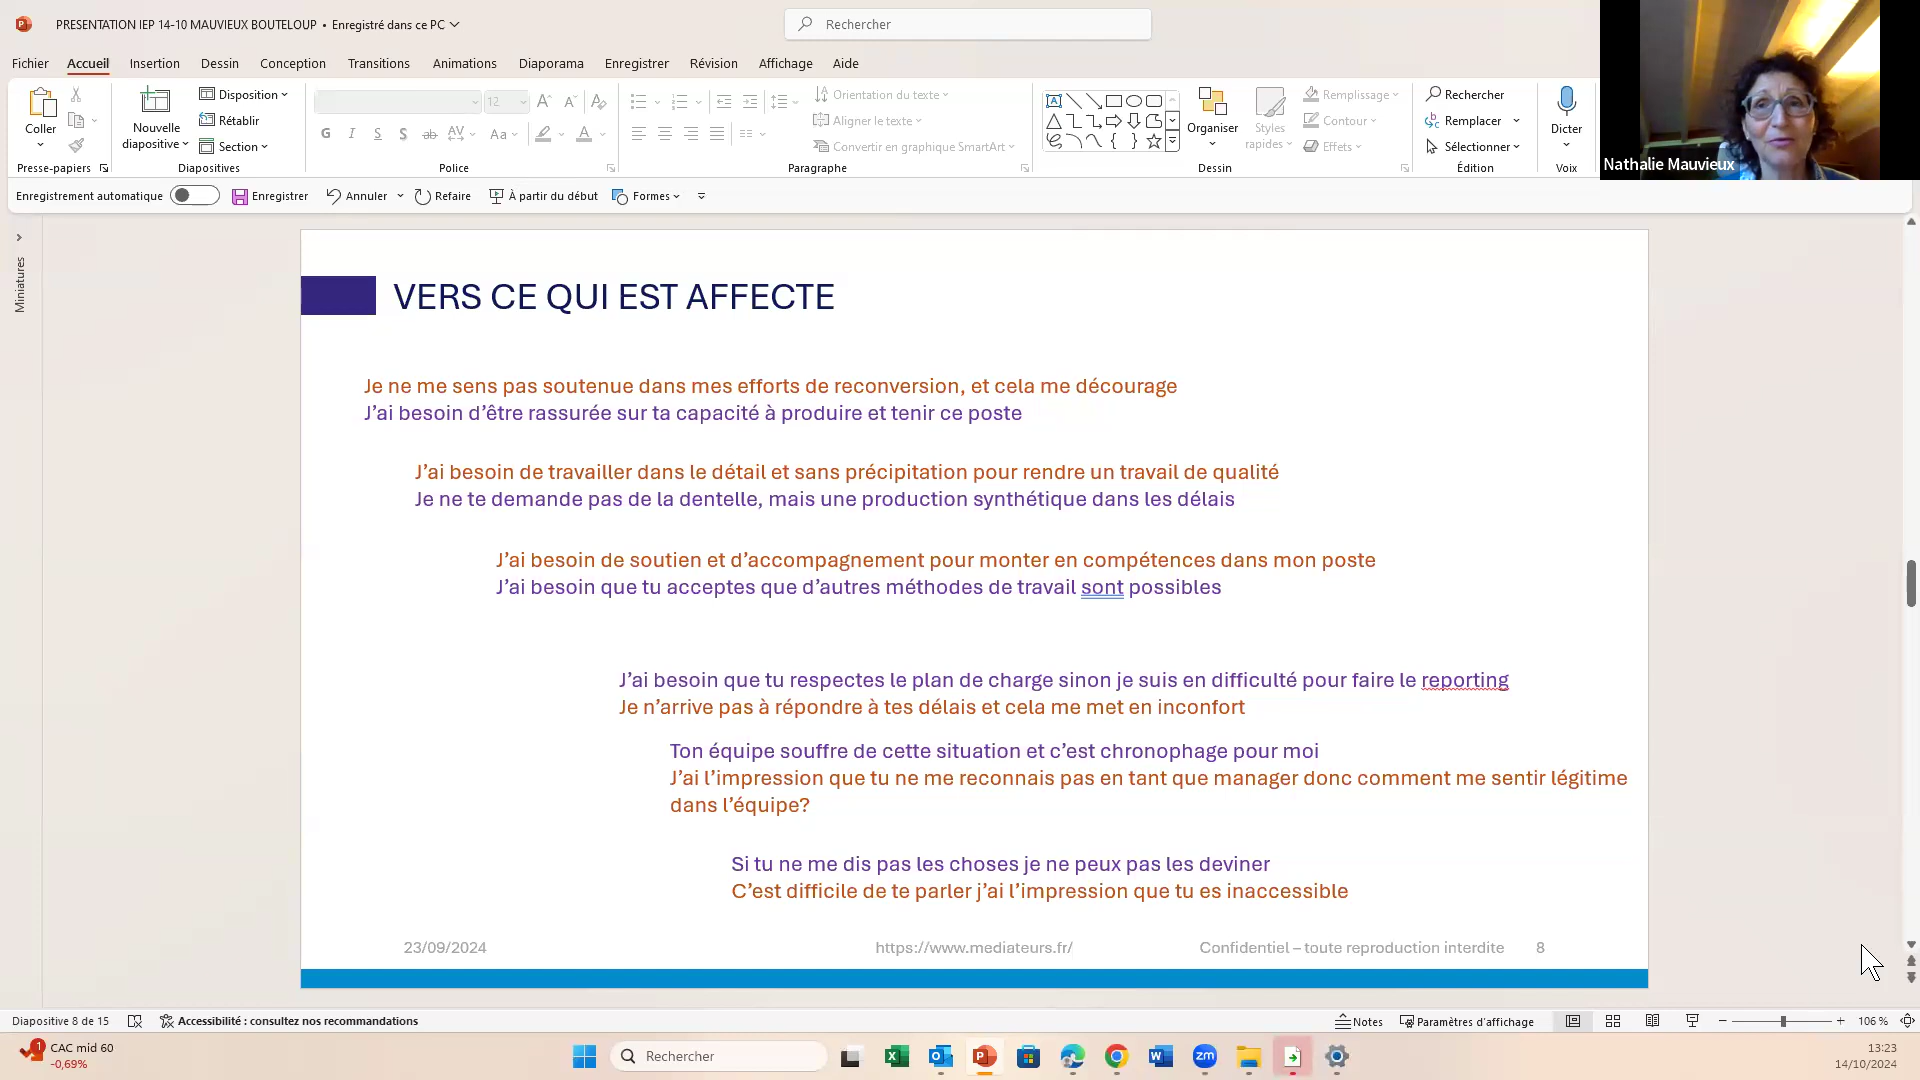 PRESENTATION IEP 14-10 MAUVIEUX BOUTELOUP • Enregistré dans ce PC
Rechercher
Fichier Accueil Insertion Dessin Conception Transitions Animations Diaporama Enregistrer Révision Affichage Aide
Coller
Nouvelle diapositive
Disposition
Rétablir
Section
12
G I S S ab AV Aa A
Orientation du texte
Aligner le texte
Convertir en graphique SmartArt
Organiser
Styles rapides
Remplissage
Contour
Effets
Rechercher
Remplacer
Sélectionner
Dicter
Presse-papiers Diapositives Police Paragraphe Dessin Édition Voix
Nathalie Mauvieux
Enregistrement automatique Enregistrer Annuler Refaire À partir du début Formes
Miniatures
VERS CE QUI EST AFFECTE
Je ne me sens pas soutenue dans mes efforts de reconversion, et cela me décourage
J’ai besoin d’être rassurée sur ta capacité à produire et tenir ce poste
J’ai besoin de travailler dans le détail et sans précipitation pour rendre un travail de qualité
Je ne te demande pas de la dentelle, mais une production synthétique dans les délais
J’ai besoin de soutien et d’accompagnement pour monter en compétences dans mon poste
J’ai besoin que tu acceptes que d’autres méthodes de travail sont possibles
J’ai besoin que tu respectes le plan de charge sinon je suis en difficulté pour faire le reporting
Je n’arrive pas à répondre à tes délais et cela me met en inconfort
Ton équipe souffre de cette situation et c’est chronophage pour moi
J’ai l’impression que tu ne me reconnais pas en tant que manager donc comment me sentir légitime
dans l’équipe?
Si tu ne me dis pas les choses je ne peux pas les deviner
C’est difficile de te parler j’ai l’impression que tu es inaccessible
23/09/2024 https://www.mediateurs.fr/ Confidentiel – toute reproduction interdite 8
Diapositive 8 de 15 Accessibilité : consultez nos recommandations Notes Paramètres d'affichage 106 %
1 CAC mid 60
-0,69%
Rechercher
zm
13:23
14/10/2024